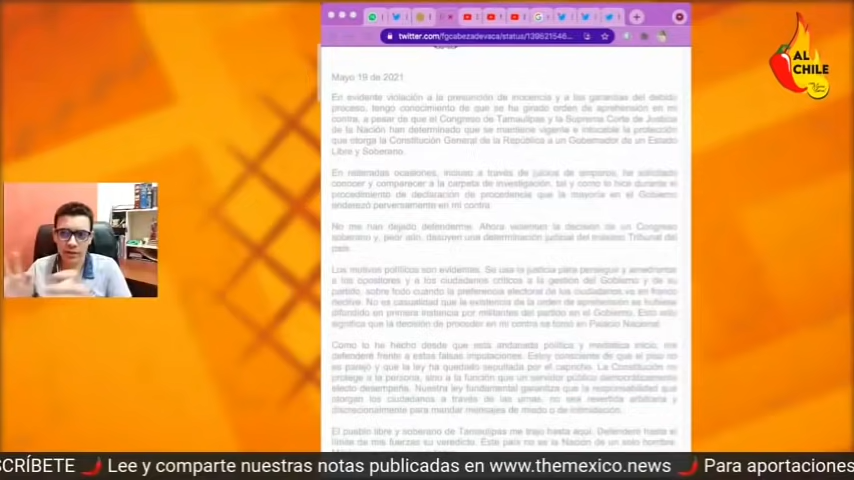 twitter.com/fgcabezadevaca/status/139521546...
AL
CHILE
Mayo 19 de 2021
En evidente violación a la presunción de inocencia y a las garantías del debido
proceso, tengo conocimiento de que se ha girado orden de aprehensión en mi
contra, a pesar de que el Congreso de Tamaulipas y la Suprema Corte de Justicia
de la Nación han determinado que se mantiene vigente e intocable la protección
que otorga la Constitución General de la República a un Gobernador de un Estado
Libre y Soberano.
En reiteradas ocasiones, incluso a través de juicios de amparo, he solicitado
conocer y comparecer a la carpeta de investigación, tal y como lo hice durante el
procedimiento de declaración de procedencia que la mayoría en el Gobierno
enderezó perversamente en mi contra.
No me han dejado defenderme. Ahora violentan la decisión de un Congreso
soberano y, peor aún, una determinación judicial del máximo Tribunal del
país.
Los motivos políticos son evidentes. Se usa la justicia para perseguir y amedrentar
a los opositores y a los ciudadanos críticos a la gestión del Gobierno y de su
partido, sobre todo cuando la preferencia electoral de los ciudadanos va en franco
declive. No es casualidad que la existencia de la orden de aprehensión se hubiese
difundido en primera instancia por militantes del partido en el Gobierno. Esto sólo
significa que la decisión de proceder en mi contra se tomó en Palacio Nacional.
Como lo he hecho desde que esta andanada política y mediática inició, me
defenderé frente a estas falsas imputaciones. Estoy consciente de que el piso no
es parejo y que la ley ha quedado sepultada por el capricho. La Constitución no
protege a la persona, sino a la función que un servidor público democráticamente
electo desempeña. Nuestra ley fundamental garantiza que la responsabilidad que
otorgan los ciudadanos a través de las urnas, no sea revertida arbitraria y
discrecionalmente para mandar mensajes de miedo o de intimidación.
El pueblo libre y soberano de Tamaulipas me trajo hasta aquí. Defenderé hasta el
límite de mis fuerzas su veredicto. Este país no es la Nación de un solo hombre.
SCRÍBETE Lee y comparte nuestras notas publicadas en www.themexico.news Para aportaciones